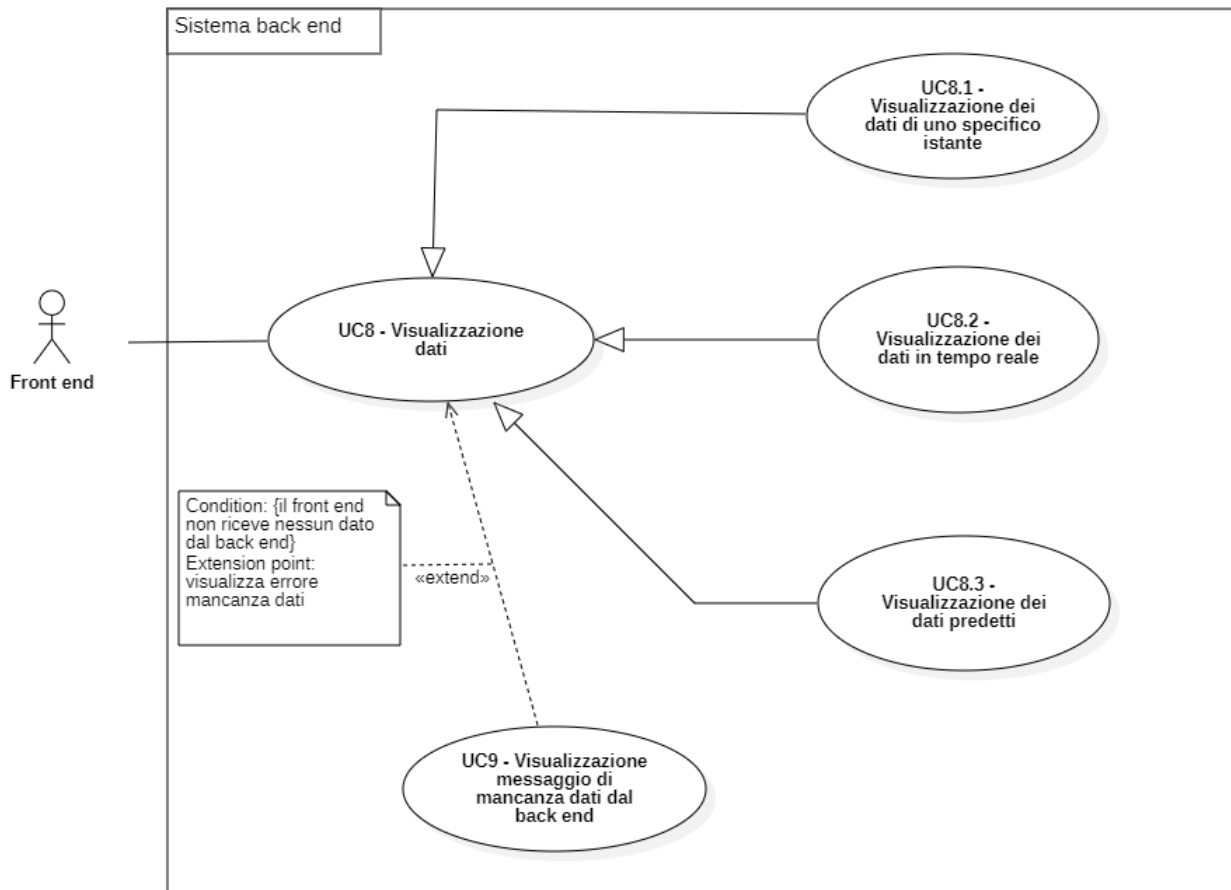 Sistema back end
UC8.1 -
Visualizzazione dei
dati di uno specifico
istante
UC8 - Visualizzazione
dati
UC8.2 -
Visualizzazione dei
dati in tempo reale
Front end
Condition: {il front end
non riceve nessun dato
dal back end}
Extension point:
visualizza errore
mancanza dati
«extend»
UC8.3 -
Visualizzazione dei
dati predetti
UC9 - Visualizzazione
messaggio di
mancanza dati dal
back end